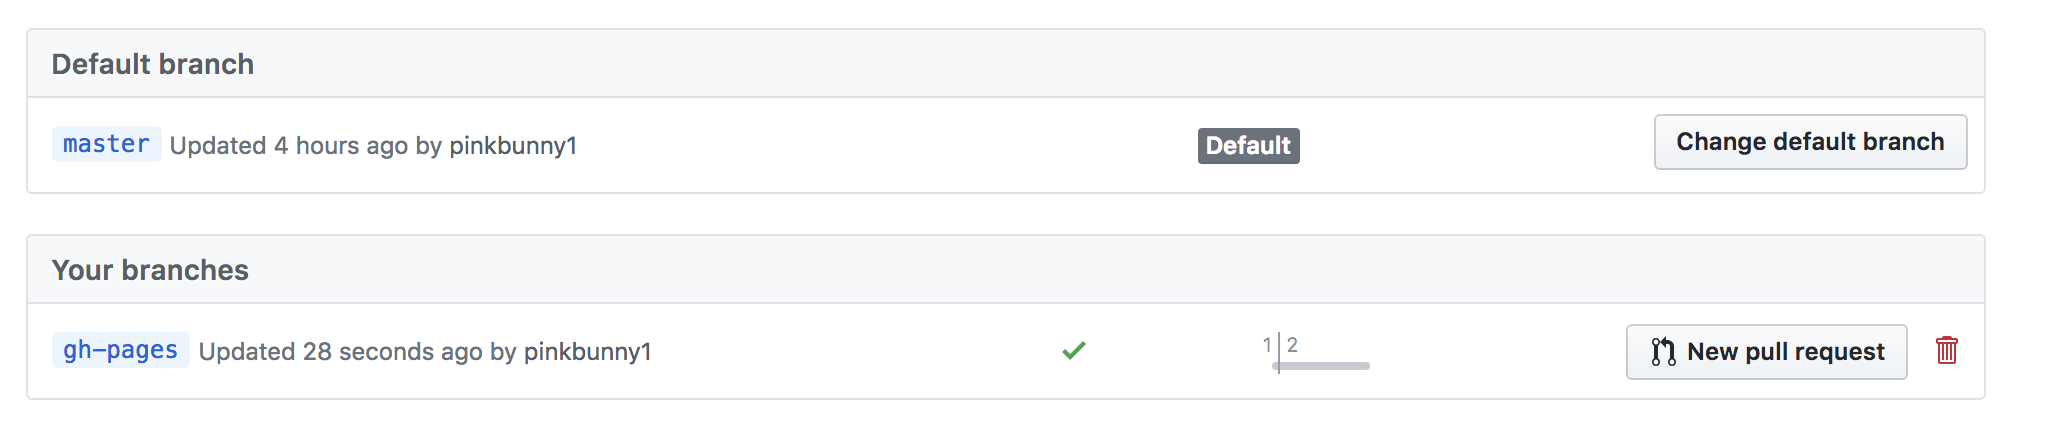 Default branch
master Updated 4 hours ago by pinkbunny1 Default Change default branch
Your branches
gh-pages Updated 28 seconds ago by pinkbunny1 1 2 New pull request